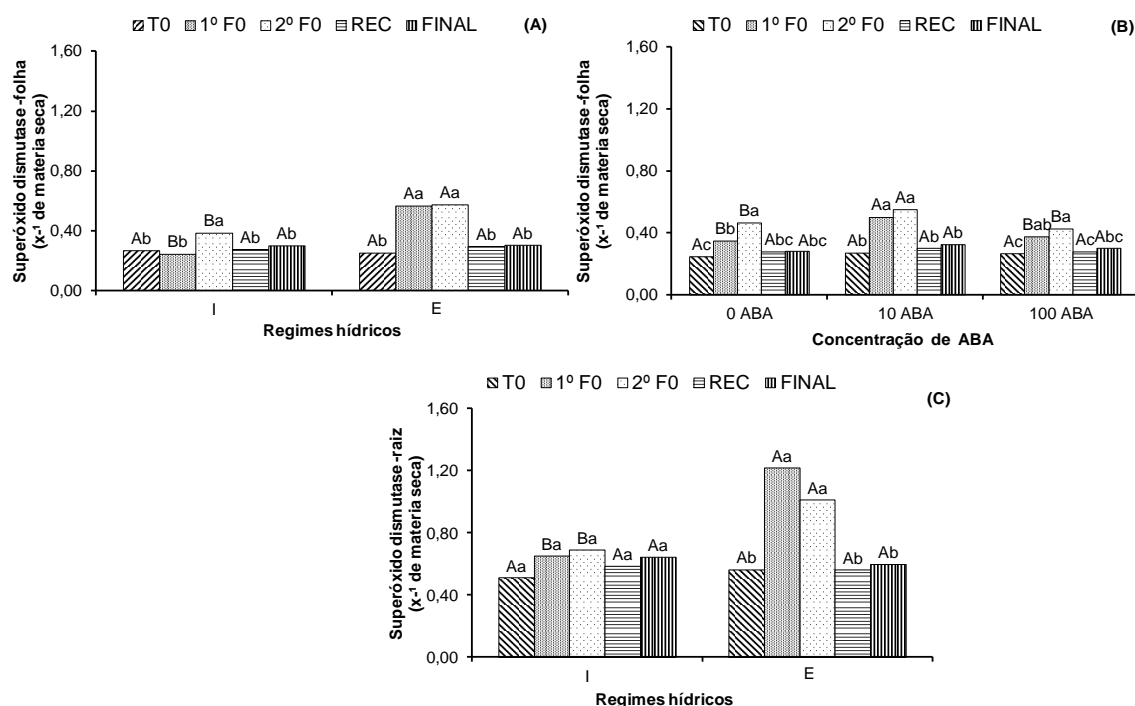 T0 1º F0 2º F0 REC FINAL (A)
Superóxido dismutase -folha
(x-¹ de materia seca)
1,60
1,20
0,80
0,40
0,00
Ab Bb Ba Ab Ab
Ab Aa Aa Ab Ab
I E
Regimes hídricos
T0 1º F0 2º F0 REC FINAL (B)
Superóxido dismutase -folha
(x-¹ de materia seca)
1,60
1,20
0,80
0,40
0,00
Ac Bb Ba Abc Abc
Ab Aa Aa Ab Ab
Ac Bab Ba Ac Abc
0 ABA 10 ABA 100 ABA
Concentração de ABA
T0 1º F0 2º F0 REC FINAL (C)
Superóxido dismutase -raiz
(x-¹ de materia seca)
1,60
1,20
0,80
0,40
0,00
Aa Ba Ba Aa Aa
Ab Aa Aa Ab Ab
I E
Regimes hídricos